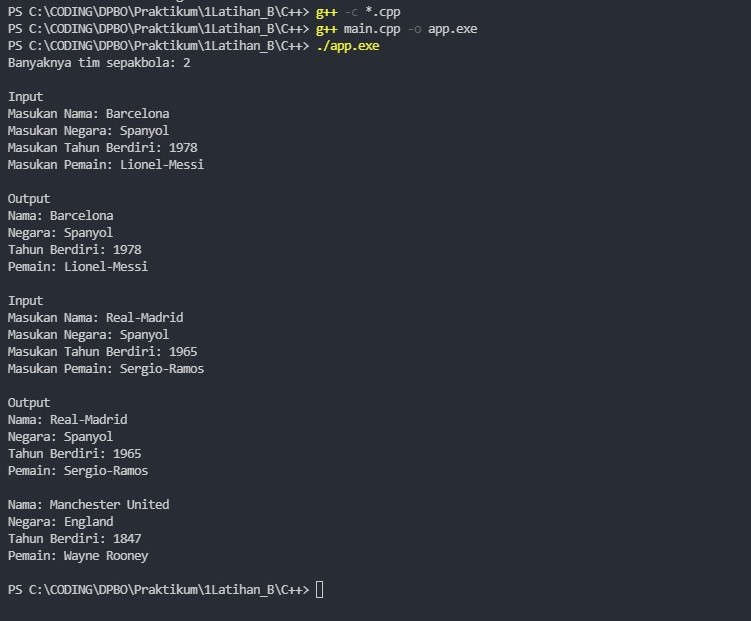 PS C:\CODING\DPBO\Praktikum\1Latihan_B\C++> g++ -c *.cpp
PS C:\CODING\DPBO\Praktikum\1Latihan_B\C++> g++ main.cpp -o app.exe
PS C:\CODING\DPBO\Praktikum\1Latihan_B\C++> ./app.exe
Banyaknya tim sepakbola: 2

Input
Masukan Nama: Barcelona
Masukan Negara: Spanyol
Masukan Tahun Berdiri: 1978
Masukan Pemain: Lionel-Messi

Output
Nama: Barcelona
Negara: Spanyol
Tahun Berdiri: 1978
Pemain: Lionel-Messi

Input
Masukan Nama: Real-Madrid
Masukan Negara: Spanyol
Masukan Tahun Berdiri: 1965
Masukan Pemain: Sergio-Ramos

Output
Nama: Real-Madrid
Negara: Spanyol
Tahun Berdiri: 1965
Pemain: Sergio-Ramos

Nama: Manchester United
Negara: England
Tahun Berdiri: 1847
Pemain: Wayne Rooney

PS C:\CODING\DPBO\Praktikum\1Latihan_B\C++>